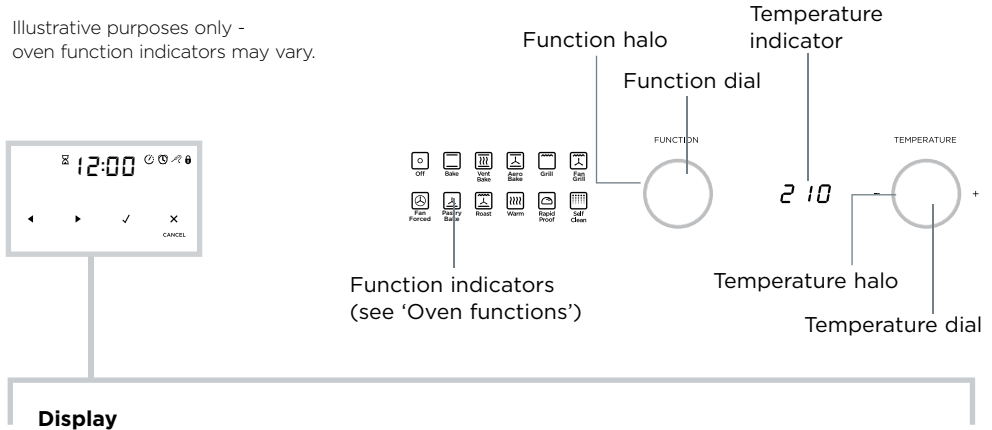 Illustrative purposes only -
oven function indicators may vary.
Function halo
Temperature
indicator
Function dial
12:00
CANCEL
Off
Bake
Vent
Bake
Aero
Bake
Grill
Fan
Grill
Fan
Forced
Pastry
Bake
Roast
Warm
Rapid
Proof
Self
Clean
FUNCTION
210
TEMPERATURE
-
+
Function indicators
(see ‘Oven functions’)
Temperature halo
Temperature dial
Display